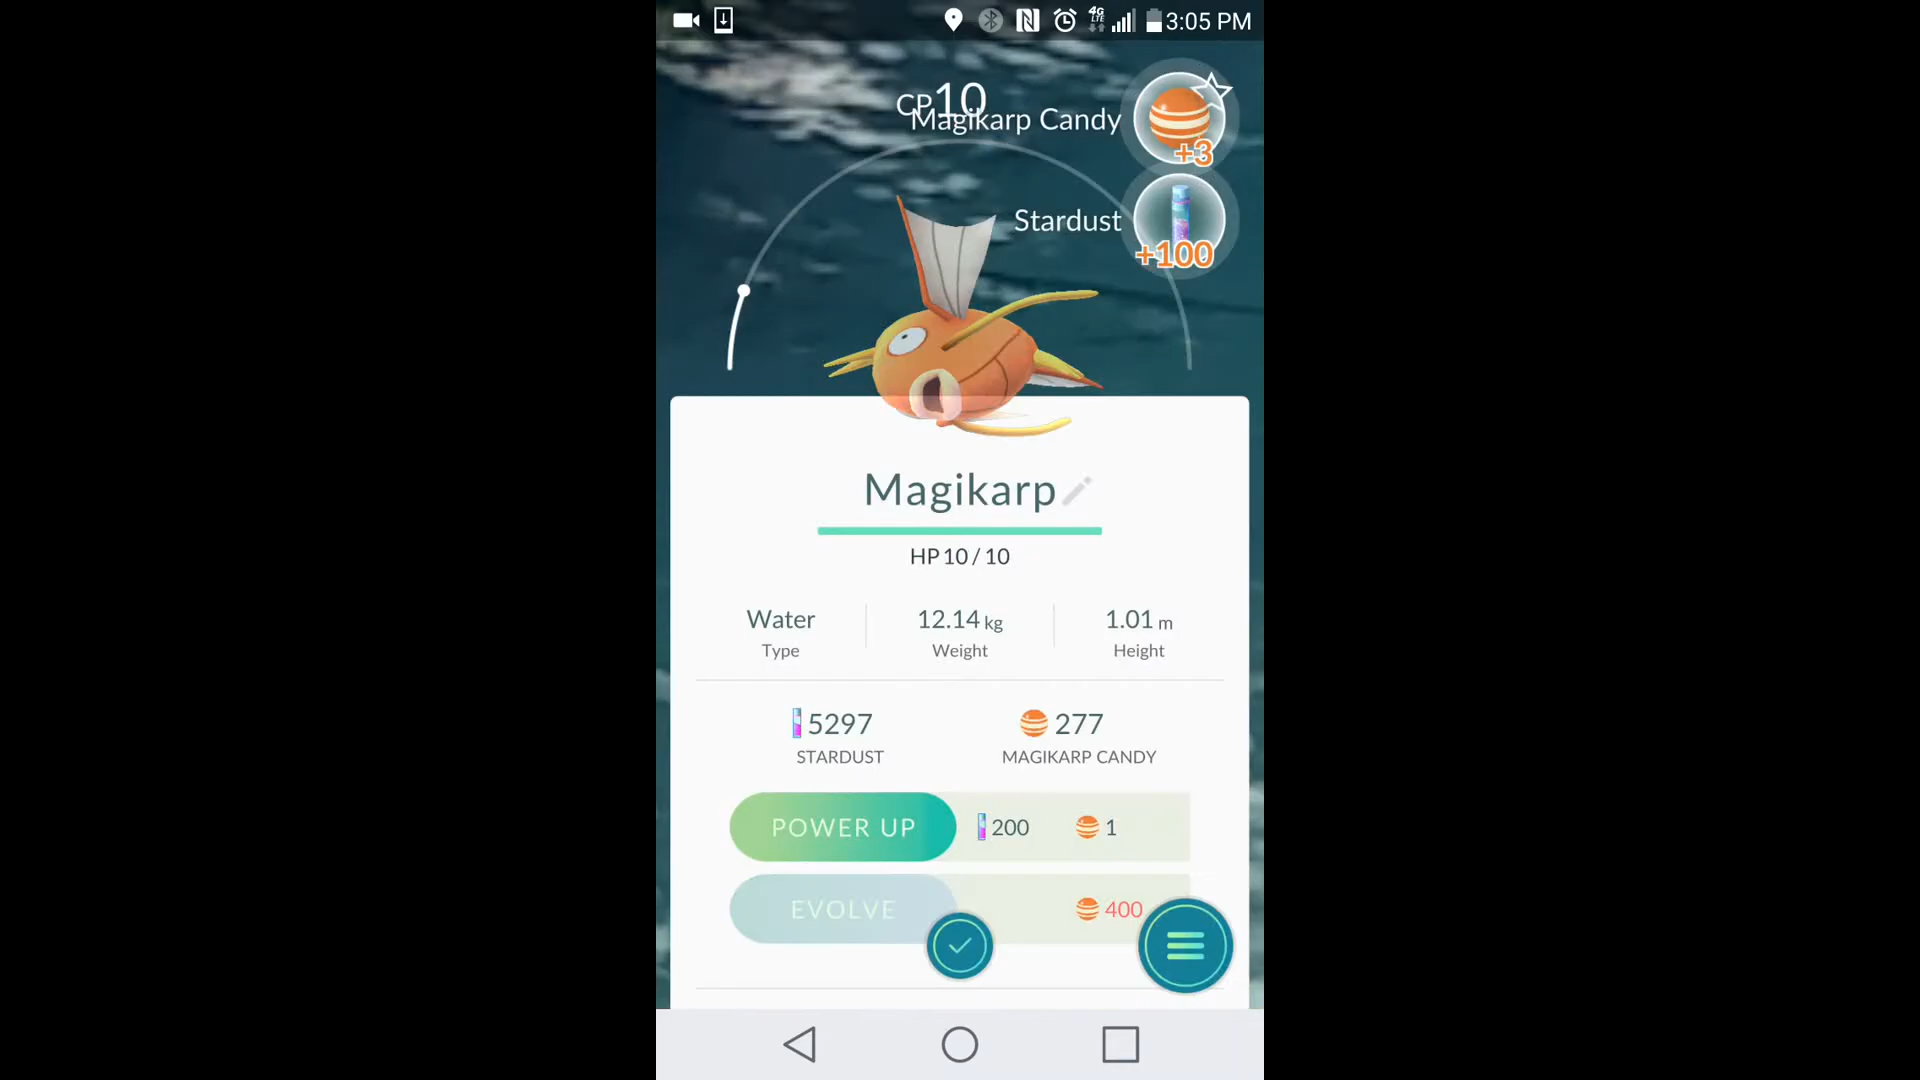 3:05 PM
CP10
Magikarp Candy
+3
Stardust
+100
Magikarp
HP 10 / 10
Water 12.14 kg 1.01 m
Type Weight Height
5297 277
STARDUST MAGIKARP CANDY
POWER UP 200 1
EVOLVE 400